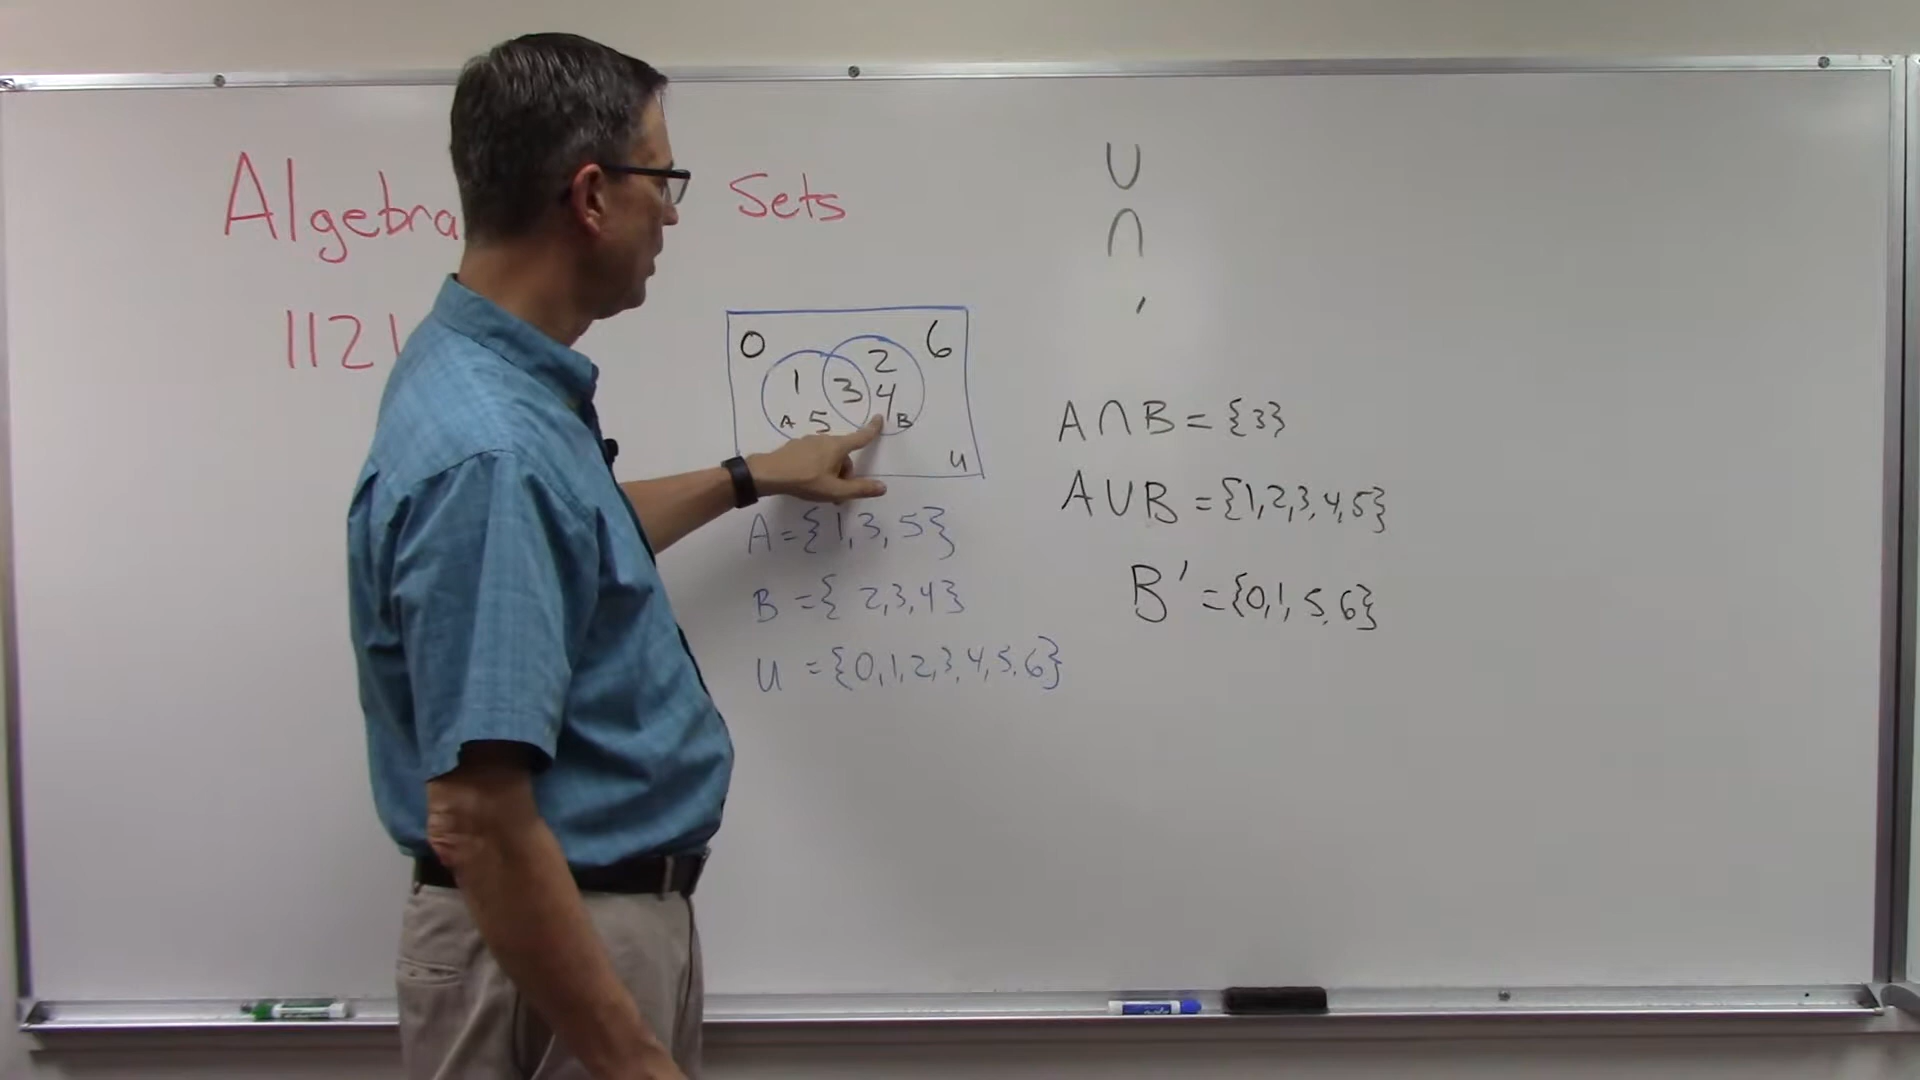 Algebra Sets
1121
0 6
1 3 2
4
A 5 B
U
A={1,3,5}
B={2,3,4}
U={0,1,2,3,4,5,6}
∪
∩
′
A∩B={3}
A∪B={1,2,3,4,5}
B′={0,1,5,6}